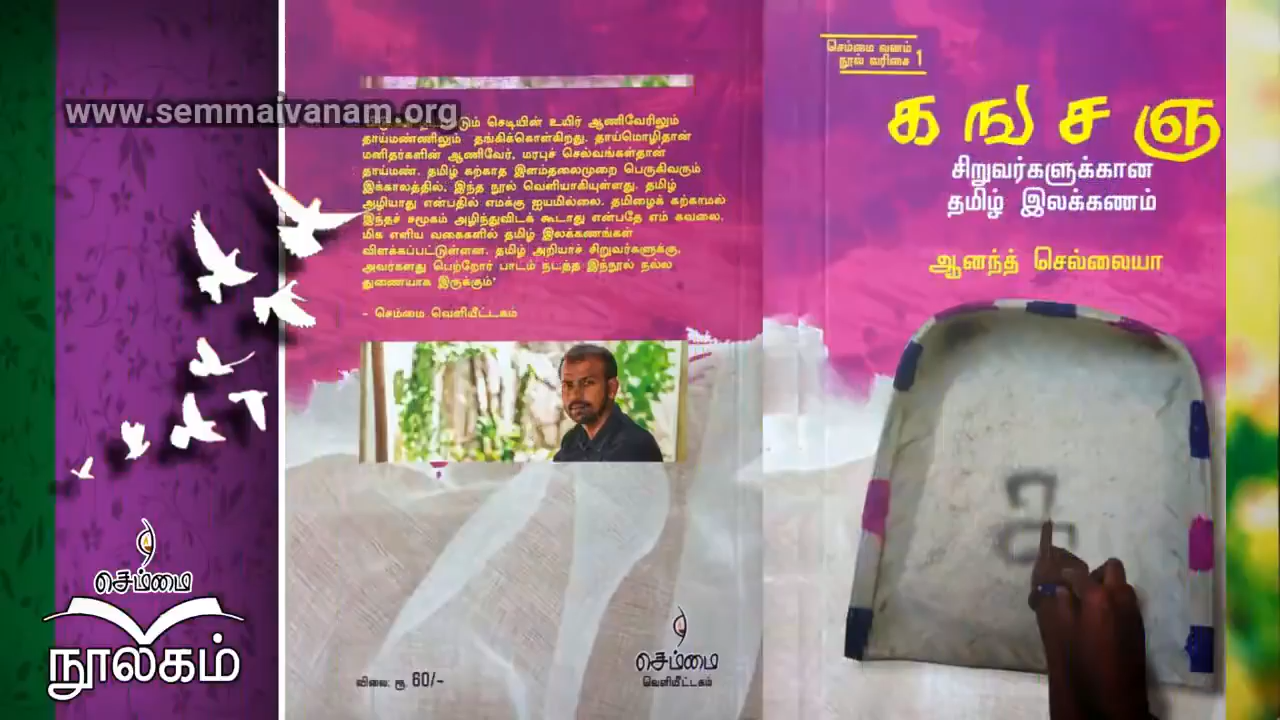 www.semmaivanam.org
செடியின் உயிர் ஆணிவேரிலும்
தாய்மண்ணிலும் தங்கிக்கொள்கிறது. தாய்மொழிதான்
மனிதர்களின் ஆணிவேர், மரபுச் செல்வங்கள்தான்
தாய்மண். தமிழ் கற்காத இளம்தலைமுறை பெருகிவரும்
இக்காலத்தில், இந்த நூல் வெளியாகியுள்ளது. தமிழ்
அழியாது என்பதில் எமக்கு ஐயமில்லை. தமிழைக் கற்காமல்
இந்தச் சமூகம் அழிந்துவிடக் கூடாது என்பதே எம் கவலை.
மிக எளிய வகைகளில் தமிழ் இலக்கணங்கள்
விளக்கப்பட்டுள்ளன. தமிழ் அறியாச் சிறுவர்களுக்கு,
அவர்களது பெற்றோர் பாடம் நடத்த இந்நூல் நல்ல
துணையாக இருக்கும்'
- செம்மை வெளியீட்டகம்
விலை: ரூ. 60/-
செம்மை
வெளியீட்டகம்
செம்மை வனம்
நூல் வரிசை 1
க ங ச ஞ
சிறுவர்களுக்கான
தமிழ் இலக்கணம்
ஆனந்த் செல்லையா
செம்மை
நூலகம்